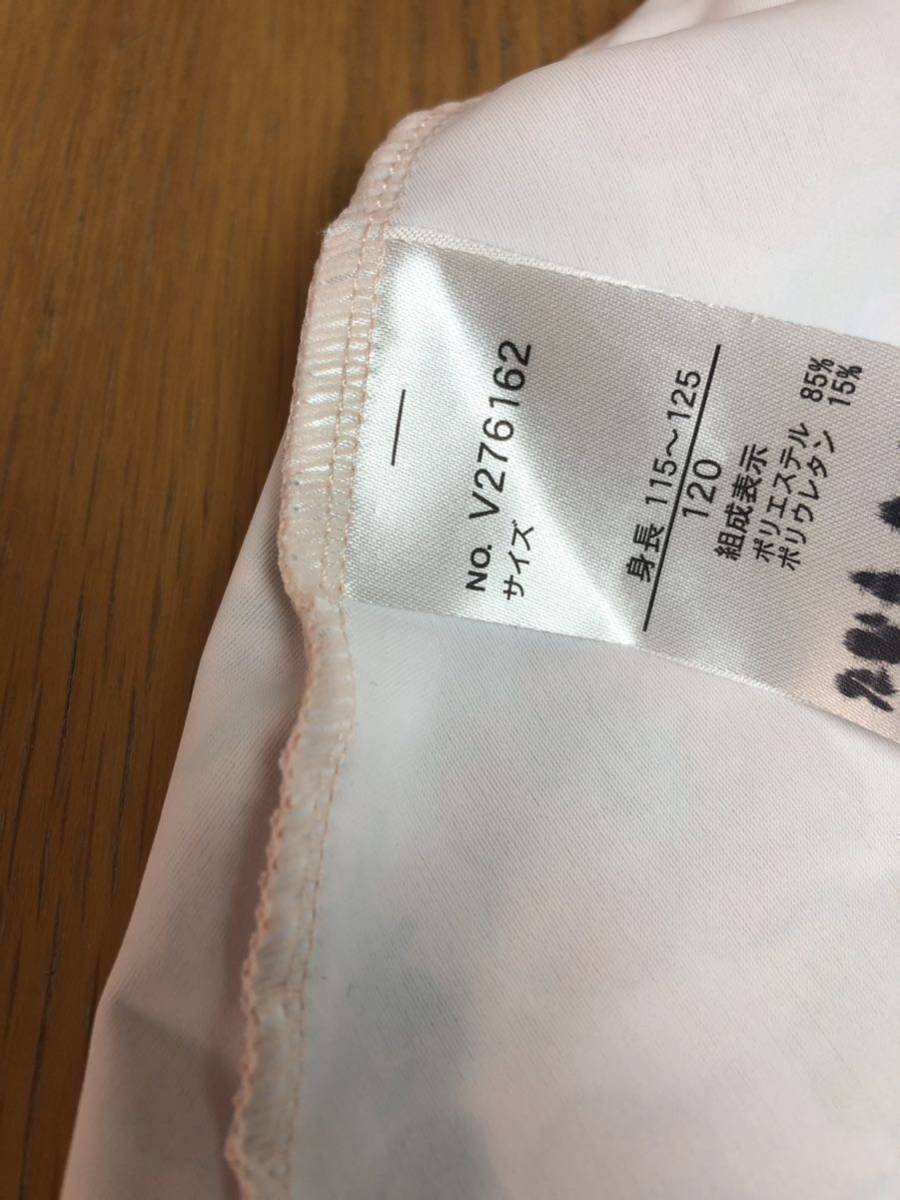 NO. V276162
サイズ
身長 115～125
120
組成表示
ポリエステル 85%
ポリウレタン 15%